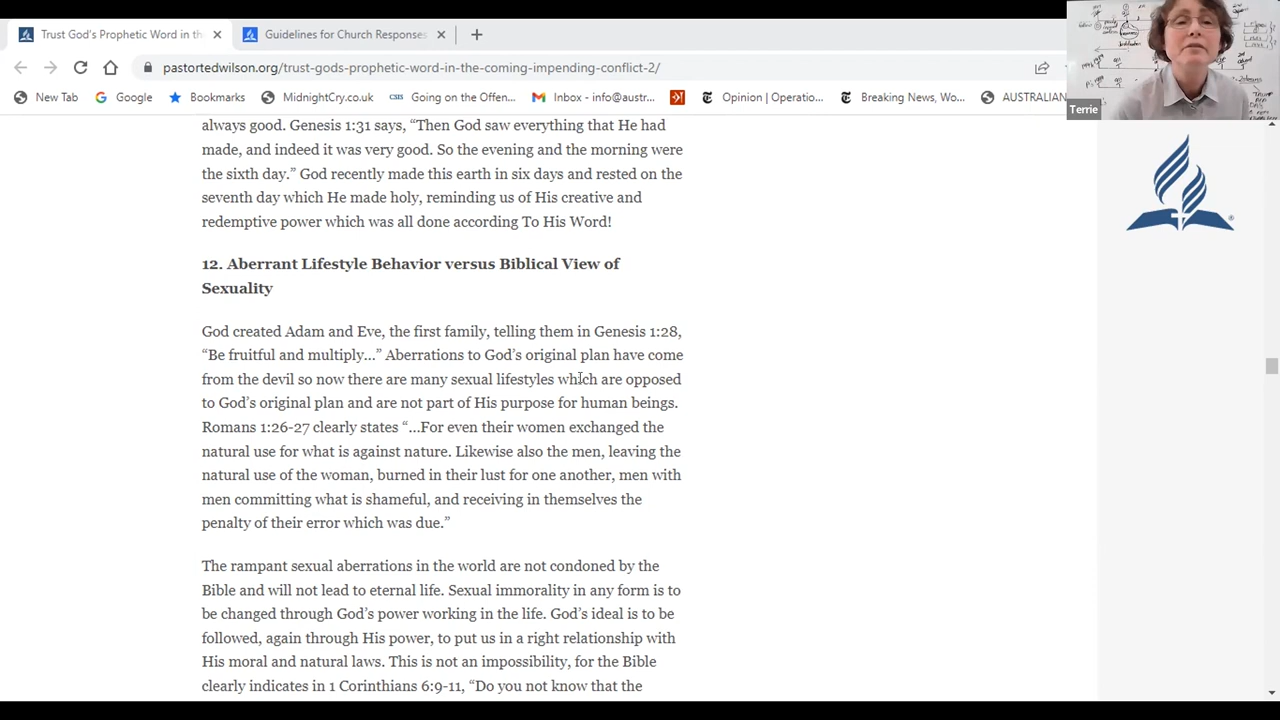 Trust God's Prophetic Word in the
Guidelines for Church Responses
pastortedwilson.org/trust-gods-prophetic-word-in-the-coming-impending-conflict-2/
New Tab
Google
Bookmarks
MidnightCry.co.uk
CSIS
Going on the Offen...
Inbox - info@austr...
Opinion | Operatio...
Breaking News, Wo...
AUSTRALIAN
Terrie
always good. Genesis 1:31 says, “Then God saw everything that He had
made, and indeed it was very good. So the evening and the morning were
the sixth day.” God recently made this earth in six days and rested on the
seventh day which He made holy, reminding us of His creative and
redemptive power which was all done according To His Word!
12. Aberrant Lifestyle Behavior versus Biblical View of
Sexuality
God created Adam and Eve, the first family, telling them in Genesis 1:28,
“Be fruitful and multiply...” Aberrations to God’s original plan have come
from the devil so now there are many sexual lifestyles which are opposed
to God’s original plan and are not part of His purpose for human beings.
Romans 1:26-27 clearly states “...For even their women exchanged the
natural use for what is against nature. Likewise also the men, leaving the
natural use of the woman, burned in their lust for one another, men with
men committing what is shameful, and receiving in themselves the
penalty of their error which was due.”
The rampant sexual aberrations in the world are not condoned by the
Bible and will not lead to eternal life. Sexual immorality in any form is to
be changed through God’s power working in the life. God’s ideal is to be
followed, again through His power, to put us in a right relationship with
His moral and natural laws. This is not an impossibility, for the Bible
clearly indicates in 1 Corinthians 6:9-11, “Do you not know that the